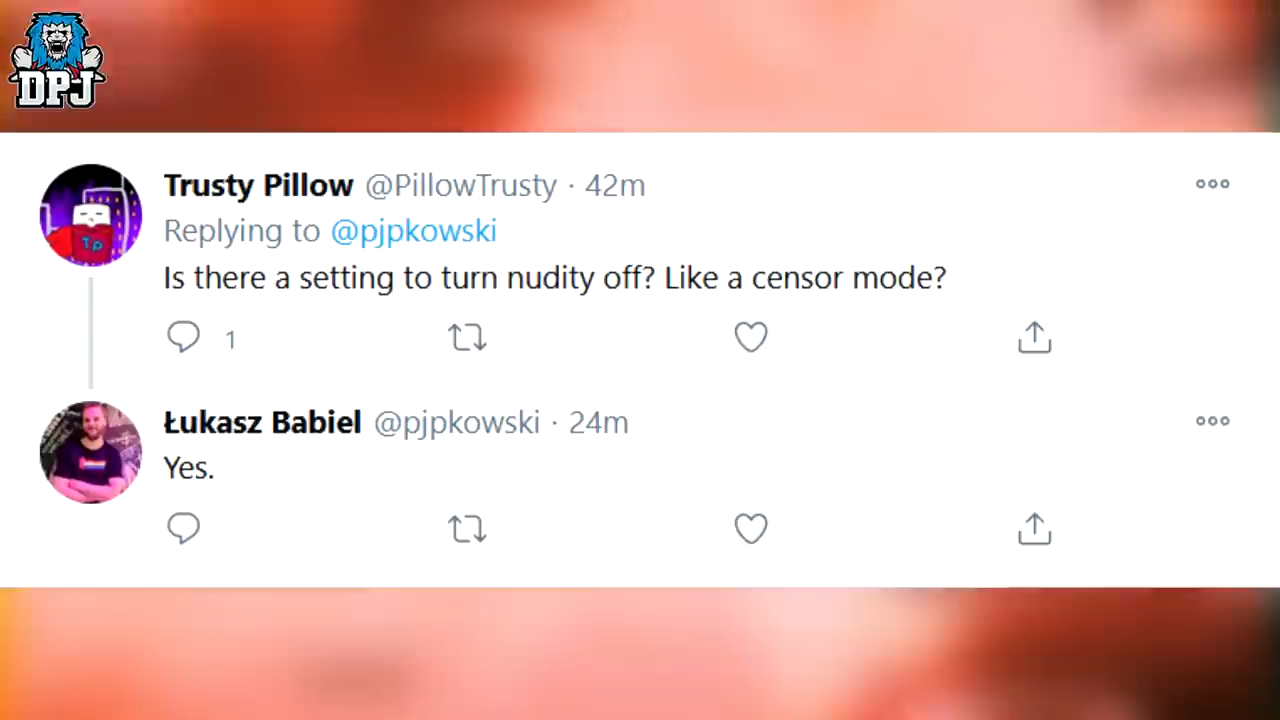 DPJ
Trusty Pillow @PillowTrusty · 42m
Replying to @pjpkowski
Is there a setting to turn nudity off? Like a censor mode?
1
Łukasz Babiel @pjpkowski · 24m
Yes.
TP